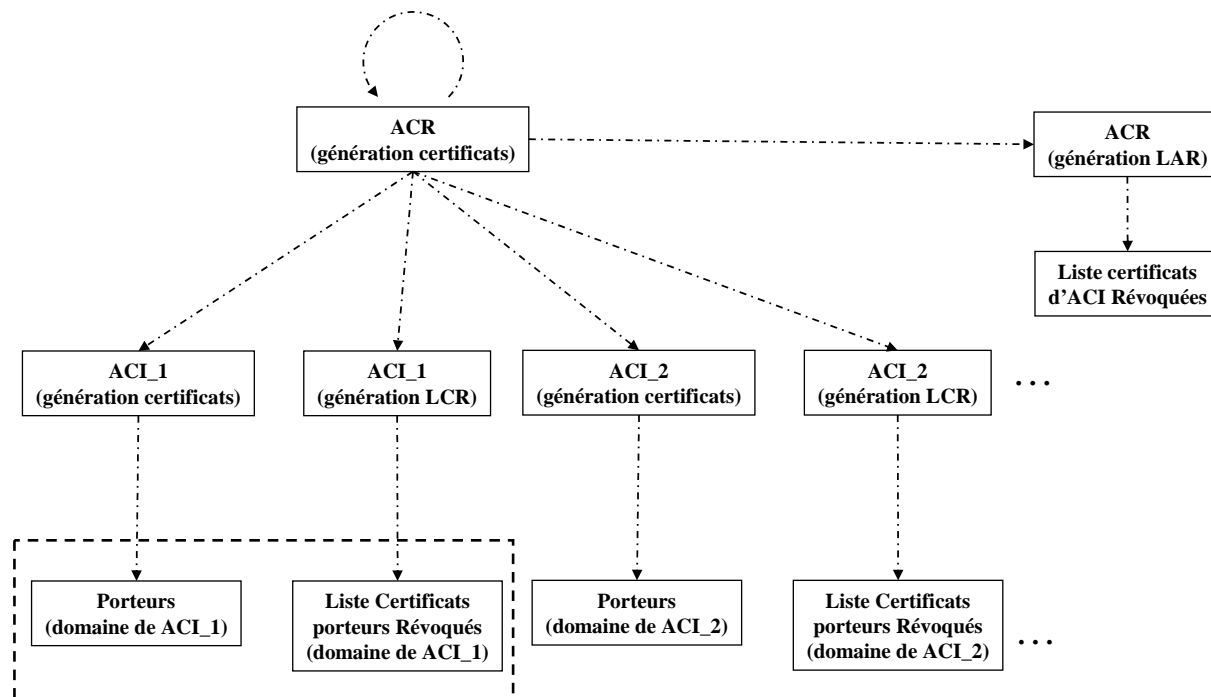 ACR
(génération certificats)
ACR
(génération LAR)
Liste certificats
d’ACI Révoquées
ACI_1
(génération certificats)
ACI_1
(génération LCR)
ACI_2
(génération certificats)
ACI_2
(génération LCR)
...
Porteurs
(domaine de ACI_1)
Liste Certificats
porteurs Révoqués
(domaine de ACI_1)
Porteurs
(domaine de ACI_2)
Liste Certificats
porteurs Révoqués
(domaine de ACI_2)
...